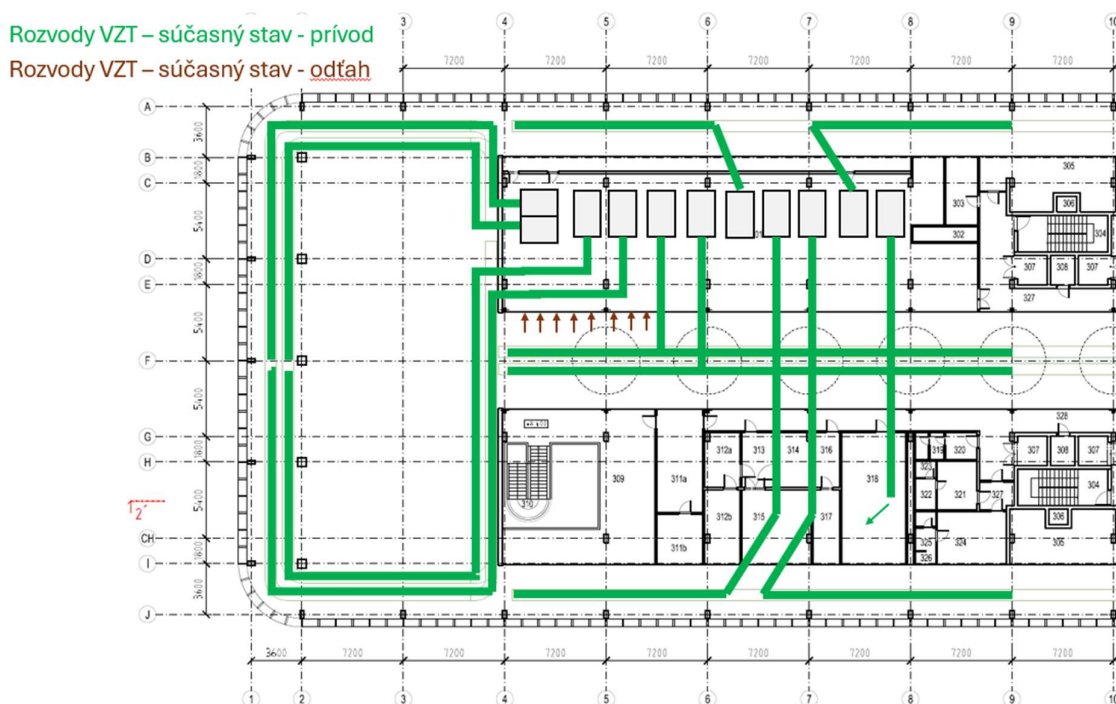 Rozvody VZT – súčasný stav - prívod
Rozvody VZT – súčasný stav - odťah
3 4 5 6 7 8 9 10
7200 7200 7200 7200 7200 7200 7200
A
3600
B
1800
C
305
303
306
304
5400
302
D
307 308 307
1800
E
327
5400
F
5400
328
G
312a 313 314 316 319 320 307 308 307
1800
H
323
309 311a 318
304
322 321 327
5400
310
312b 315 317
2
306
CH
311b 325 324 305
1800
326
I
3600
J
3600 7200 7200 7200 7200 7200 7200 7200 7200
1 2 3 4 5 6 7 8 9 10